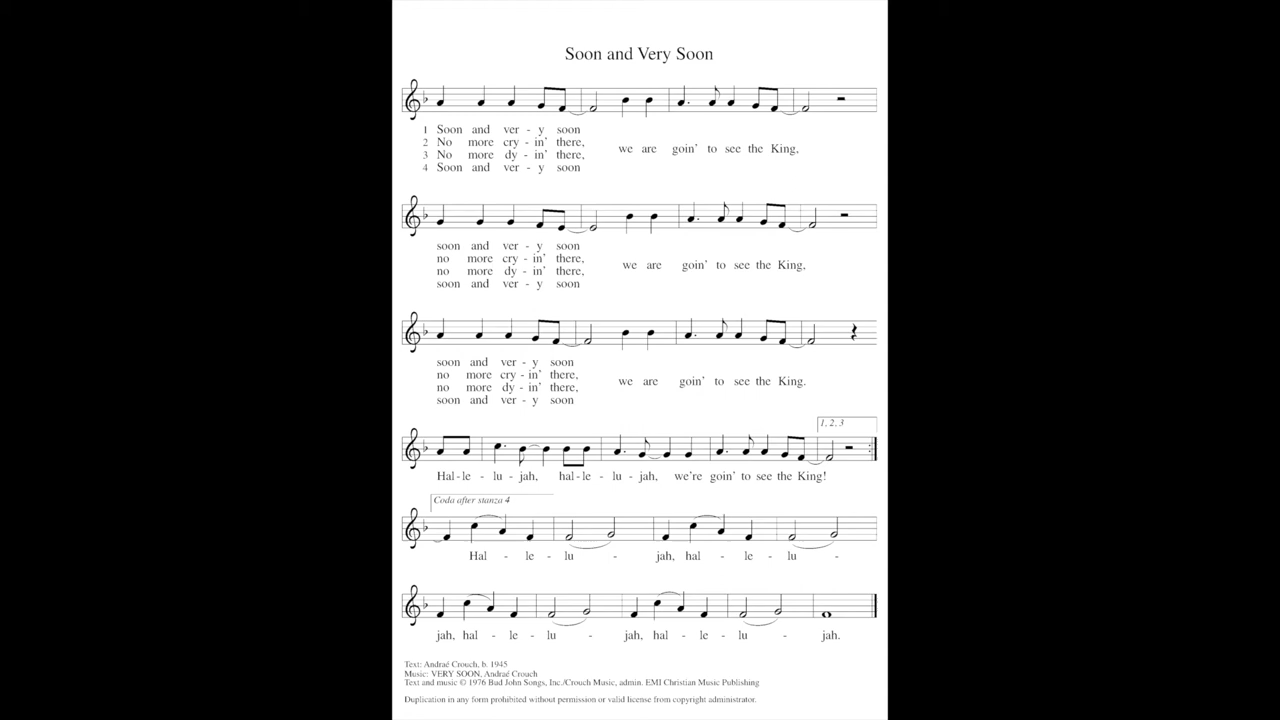 Soon and Very Soon
1 Soon and ver - y soon
2 No more cry - in' there,
we are goin' to see the King,
3 No more dy - in' there,
4 Soon and ver - y soon
soon and ver - y soon
no more cry - in' there,
we are goin' to see the King,
no more dy - in' there,
soon and ver - y soon
soon and ver - y soon
no more cry - in' there,
we are goin' to see the King.
no more dy - in' there,
soon and ver - y soon
1, 2, 3
Hal - le - lu - jah, hal - le - lu - jah, we're goin' to see the King!
Coda after stanza 4
Hal - le - lu - jah, hal - le - lu -
jah, hal - le - lu - jah, hal - le - lu - jah.
Text: Andraé Crouch, b. 1945
Music: VERY SOON, Andraé Crouch
Text and music © 1976 Bud John Songs, Inc./Crouch Music, admin. EMI Christian Music Publishing
Duplication in any form prohibited without permission or valid license from copyright administrator.